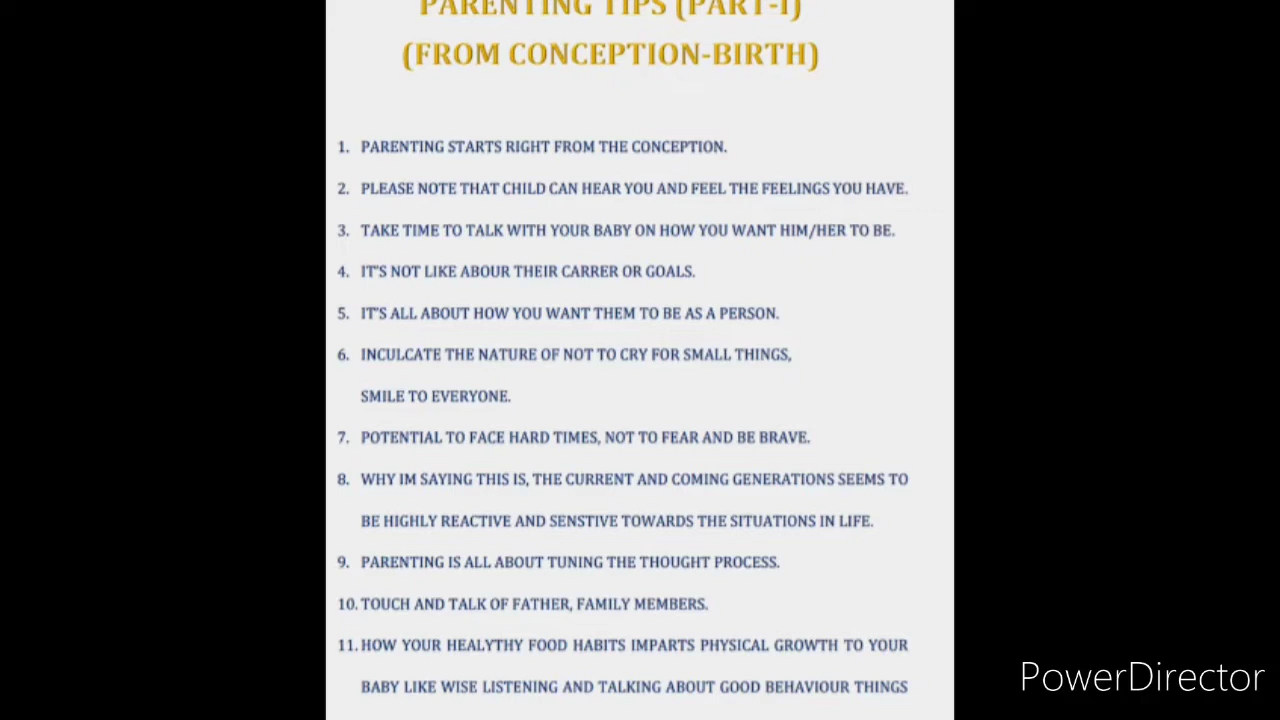 PARENTING TIPS (PART-I)
(FROM CONCEPTION-BIRTH)
1. PARENTING STARTS RIGHT FROM THE CONCEPTION.
2. PLEASE NOTE THAT CHILD CAN HEAR YOU AND FEEL THE FEELINGS YOU HAVE.
3. TAKE TIME TO TALK WITH YOUR BABY ON HOW YOU WANT HIM/HER TO BE.
4. IT'S NOT LIKE ABOUR THEIR CARRER OR GOALS.
5. IT'S ALL ABOUT HOW YOU WANT THEM TO BE AS A PERSON.
6. INCULCATE THE NATURE OF NOT TO CRY FOR SMALL THINGS,
SMILE TO EVERYONE.
7. POTENTIAL TO FACE HARD TIMES, NOT TO FEAR AND BE BRAVE.
8. WHY IM SAYING THIS IS, THE CURRENT AND COMING GENERATIONS SEEMS TO
BE HIGHLY REACTIVE AND SENSTIVE TOWARDS THE SITUATIONS IN LIFE.
9. PARENTING IS ALL ABOUT TUNING THE THOUGHT PROCESS.
10. TOUCH AND TALK OF FATHER, FAMILY MEMBERS.
11. HOW YOUR HEALYTHY FOOD HABITS IMPARTS PHYSICAL GROWTH TO YOUR
BABY LIKE WISE LISTENING AND TALKING ABOUT GOOD BEHAVIOUR THINGS
PowerDirector